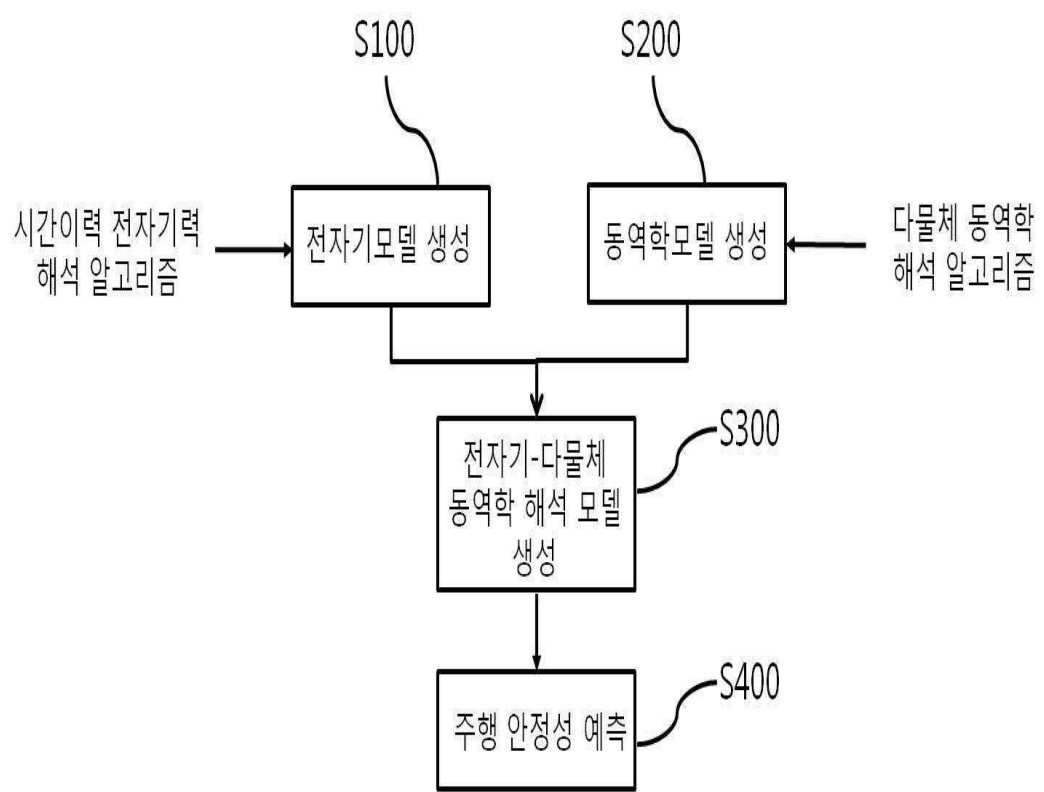 S100
S200
시간이력 전자기력
해석 알고리즘
전자기모델 생성
동역학모델 생성
다물체 동역학
해석 알고리즘
전자기-다물체
동역학 해석 모델
생성
S300
주행 안정성 예측
S400